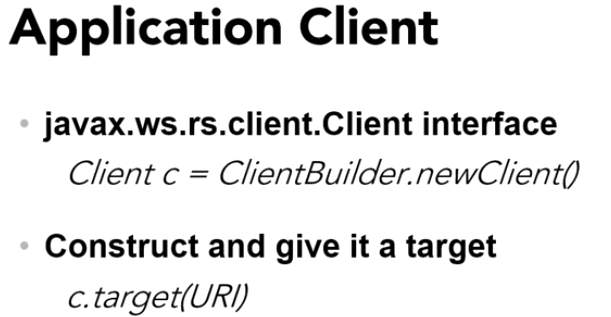 Application Client
• javax.ws.rs.client.Client interface
Client c = ClientBuilder.newClient()
• Construct and give it a target
c.target(URI)